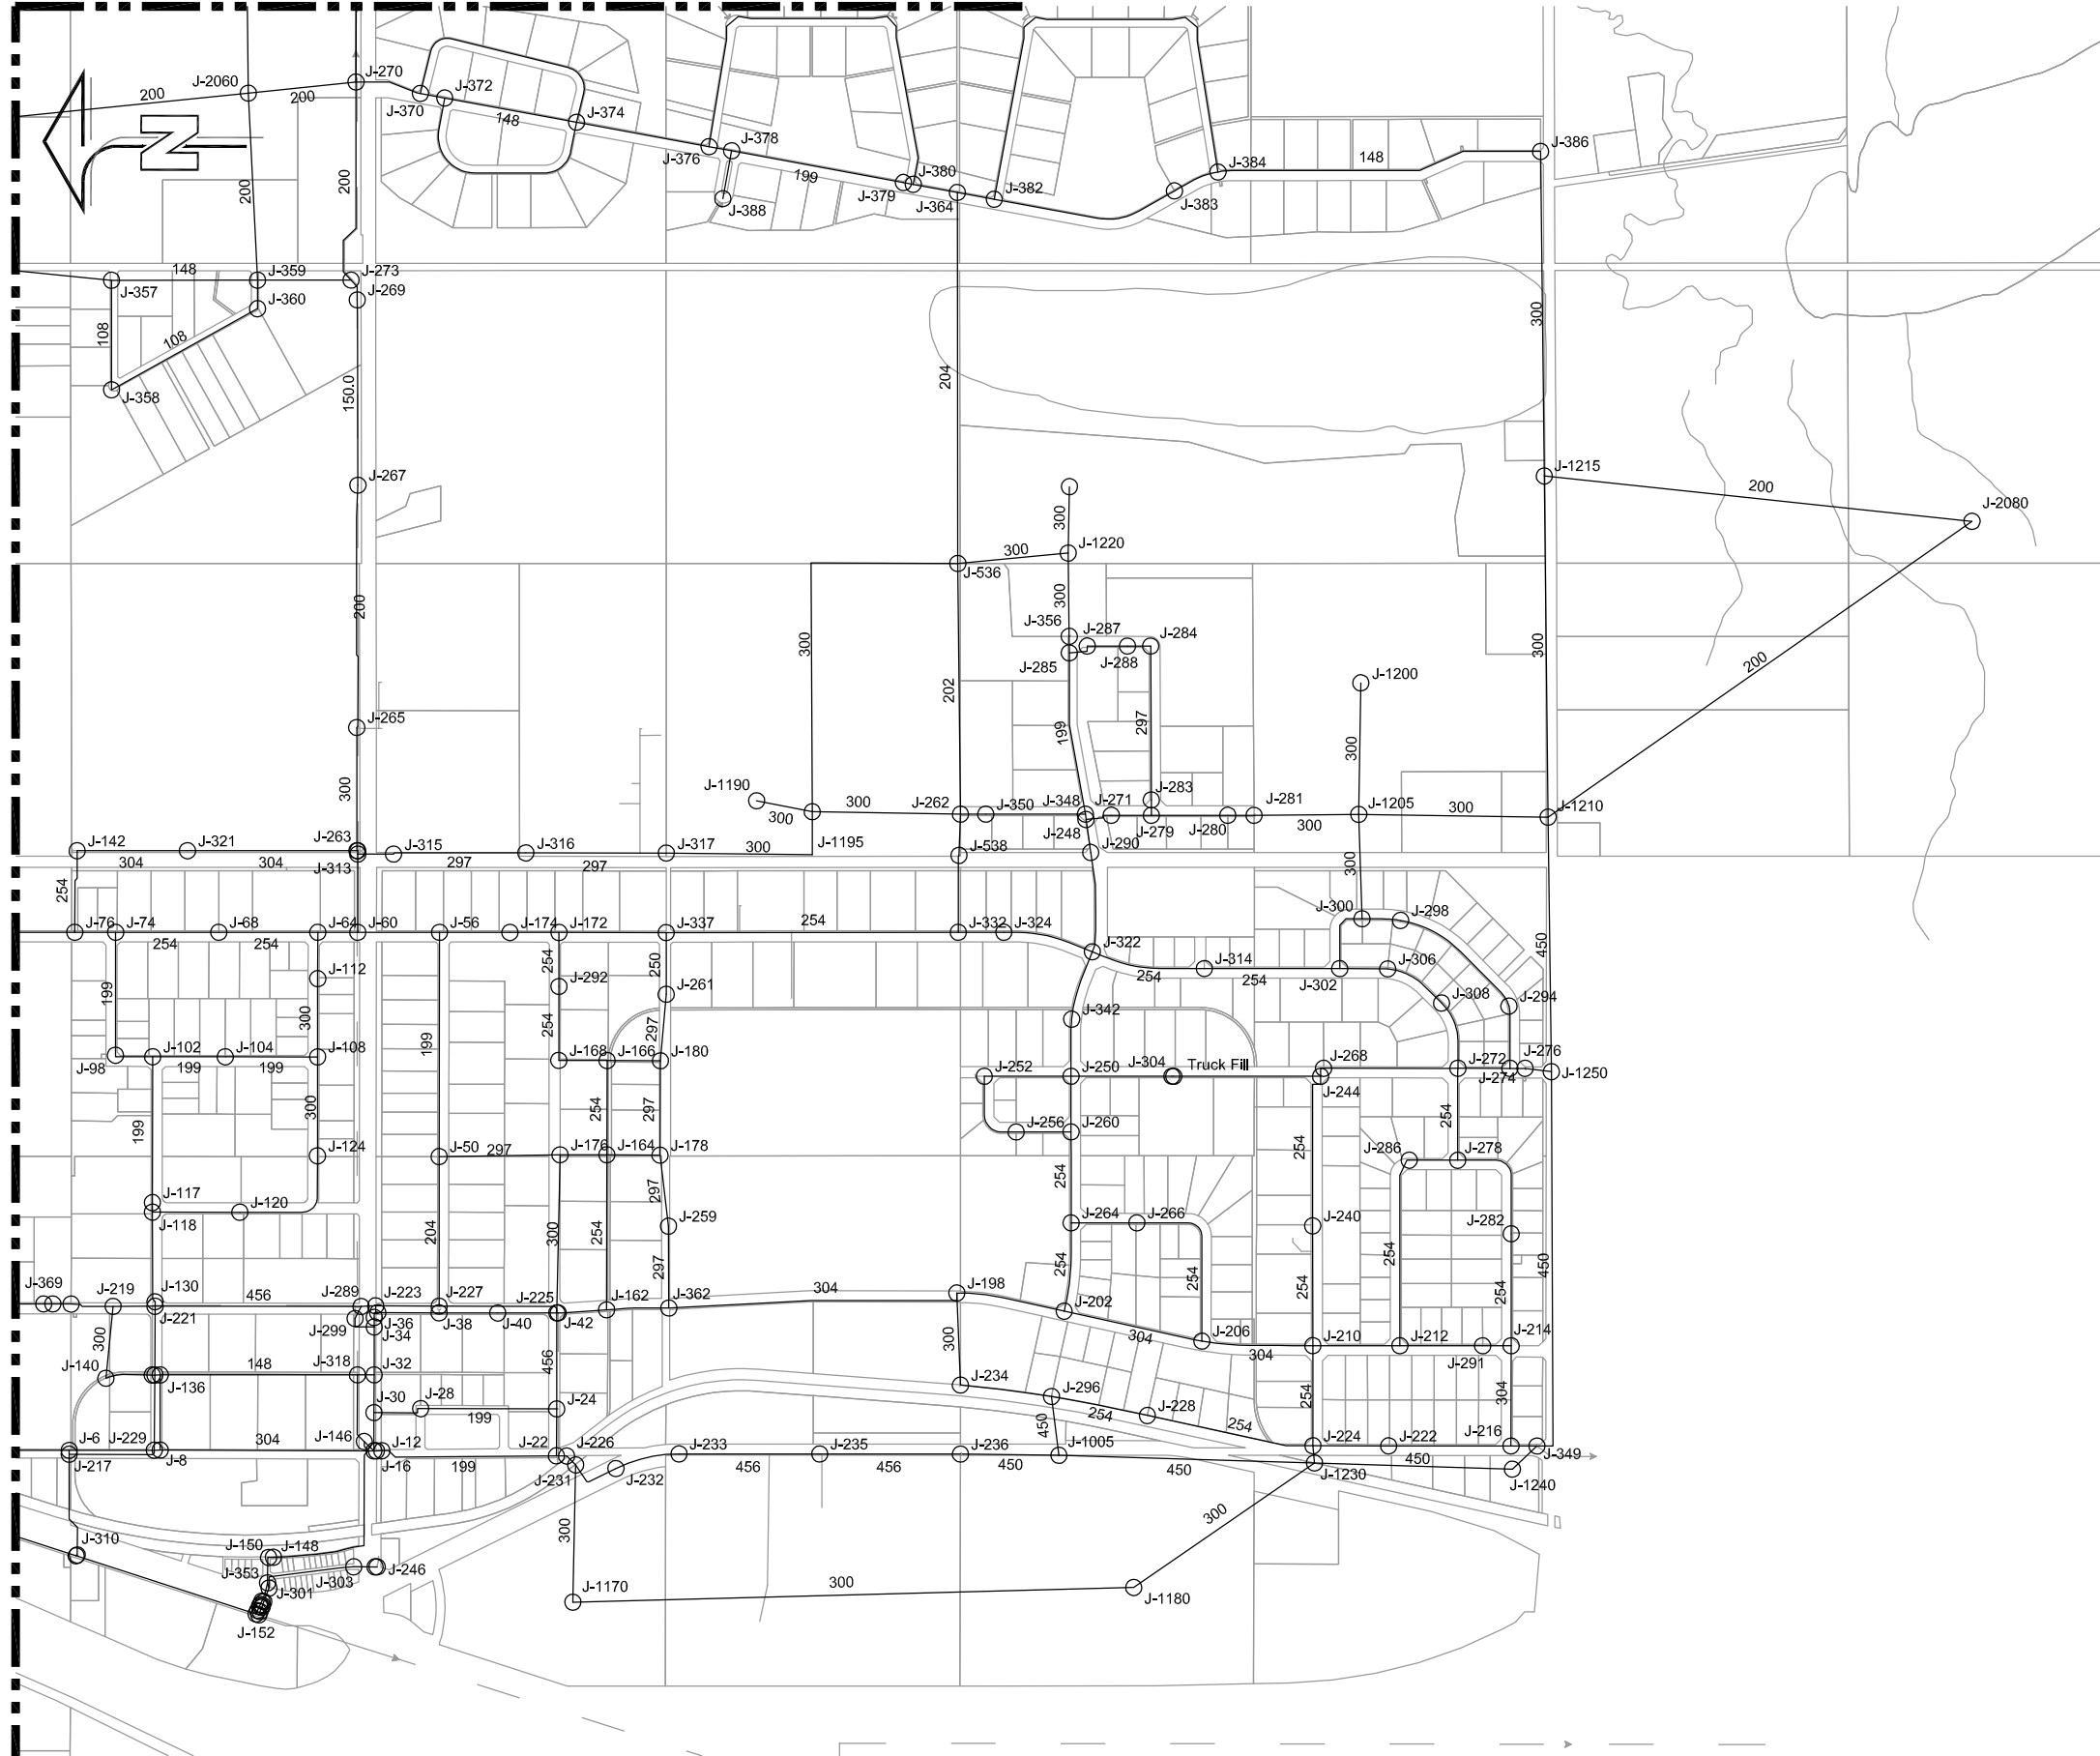 J-270
J-2060
200
200
J-370
J-372
148
J-374
J-376
J-378
199
J-379
J-380
J-364
J-382
J-388
J-383
J-384
148
J-386
N
200
200
148
J-357
J-359
J-360
J-273
J-269
108
108
J-358
150.0
204
300
J-267
J-1215
200
J-2080
300
J-1220
300
J-536
200
300
300
J-356
J-287
J-284
J-285
J-288
300
200
202
J-1200
199
297
J-265
300
300
J-1190
300
300
J-262
J-350
J-348
J-271
J-283
J-281
J-1205
300
J-1210
J-248
J-279
J-280
300
J-142
J-321
J-263
J-315
J-316
J-317
300
J-1195
J-538
J-290
304
304
J-313
297
297
254
300
J-76
J-74
J-68
J-64
J-60
J-56
J-174
J-172
J-337
254
J-332
J-324
J-300
J-298
254
254
J-322
450
J-112
254
J-292
250
J-261
J-314
254
254
J-302
J-306
J-308
J-294
199
300
199
254
297
J-342
J-98
J-102
J-104
J-108
J-168
J-166
J-180
199
199
J-252
J-250
J-304
Truck Fill
J-268
J-272
J-276
J-274
J-1250
J-244
199
300
254
297
254
254
J-124
J-50
297
J-176
J-164
J-178
J-256
J-260
J-286
J-278
J-117
J-118
J-120
204
300
254
297
J-259
254
J-264
J-266
J-240
J-282
297
254
254
254
254
254
450
J-369
J-219
J-130
456
J-289
J-223
J-227
J-225
J-162
J-362
304
J-198
J-221
J-299
J-36
J-34
J-38
J-40
J-42
J-202
304
J-206
304
J-210
J-212
J-291
J-214
300
J-140
J-136
148
J-318
J-32
456
300
J-234
J-296
J-30
J-28
199
J-24
254
J-228
254
254
304
450
J-6
J-217
J-229
J-8
304
J-146
J-12
J-16
199
J-22
J-226
J-231
J-232
J-233
456
J-235
456
J-236
450
J-1005
450
J-224
J-222
450
J-216
J-349
J-1230
J-1240
300
300
J-310
J-150
J-148
J-353
J-303
J-246
J-301
J-152
J-1170
300
J-1180